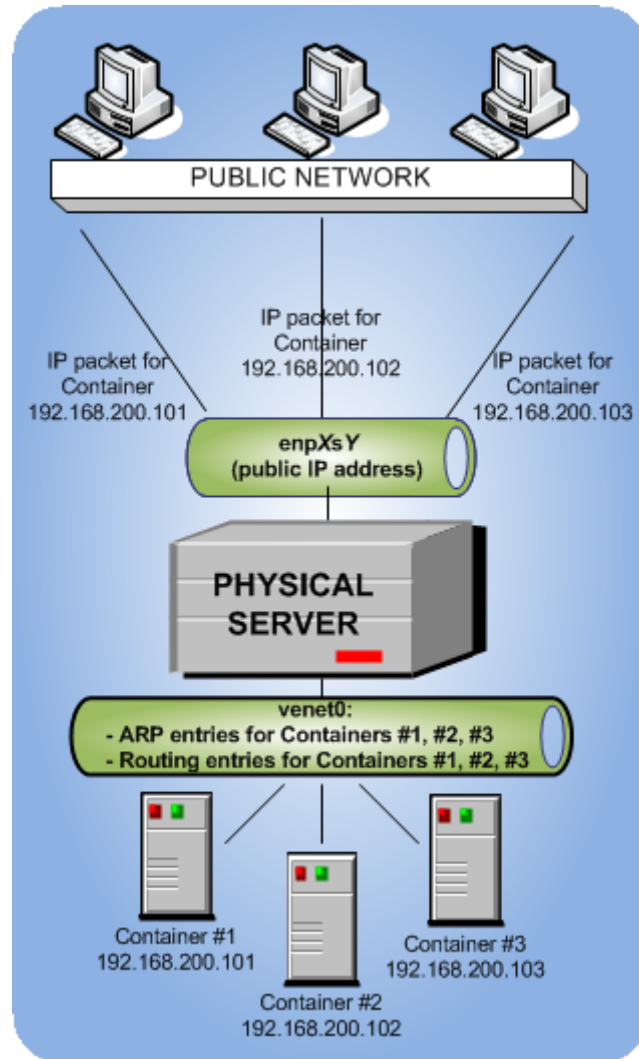 PUBLIC NETWORK
IP packet for
Container
192.168.200.101
IP packet for
Container
192.168.200.102
IP packet for
Container
192.168.200.103
enpXsY
(public IP address)
PHYSICAL
SERVER
venet0:
- ARP entries for Containers #1, #2, #3
- Routing entries for Containers #1, #2, #3
Container #1
192.168.200.101
Container #2
192.168.200.102
Container #3
192.168.200.103